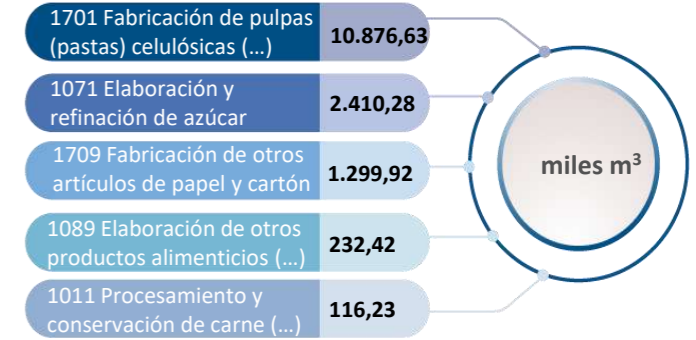 1701 Fabricación de pulpas
(pastas) celulósicas (…)
10.876,63
1071 Elaboración y
refinación de azúcar
2.410,28
1709 Fabricación de otros
artículos de papel y cartón
1.299,92
1089 Elaboración de otros
productos alimenticios (…)
232,42
1011 Procesamiento y
conservación de carne (…)
116,23
miles m³